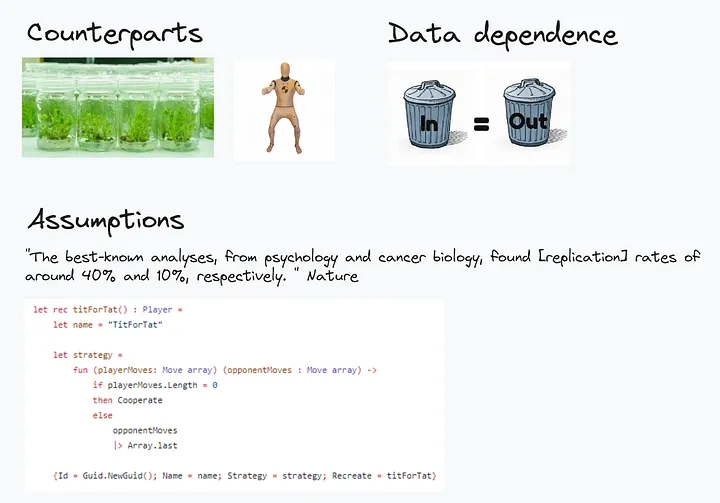 Counterparts
Data dependence
In = Out
Assumptions
"The best-known analyses, from psychology and cancer biology, found [replication] rates of
around 40% and 10%, respectively. " Nature
let rec titForTat() : Player =
    let name = "TitForTat"
    let strategy =
        fun (playerMoves: Move array) (opponentMoves : Move array) ->
            if playerMoves.Length = 0
            then Cooperate
            else
                opponentMoves
                |> Array.last
    {Id = Guid.NewGuid(); Name = name; Strategy = strategy; Recreate = titForTat}